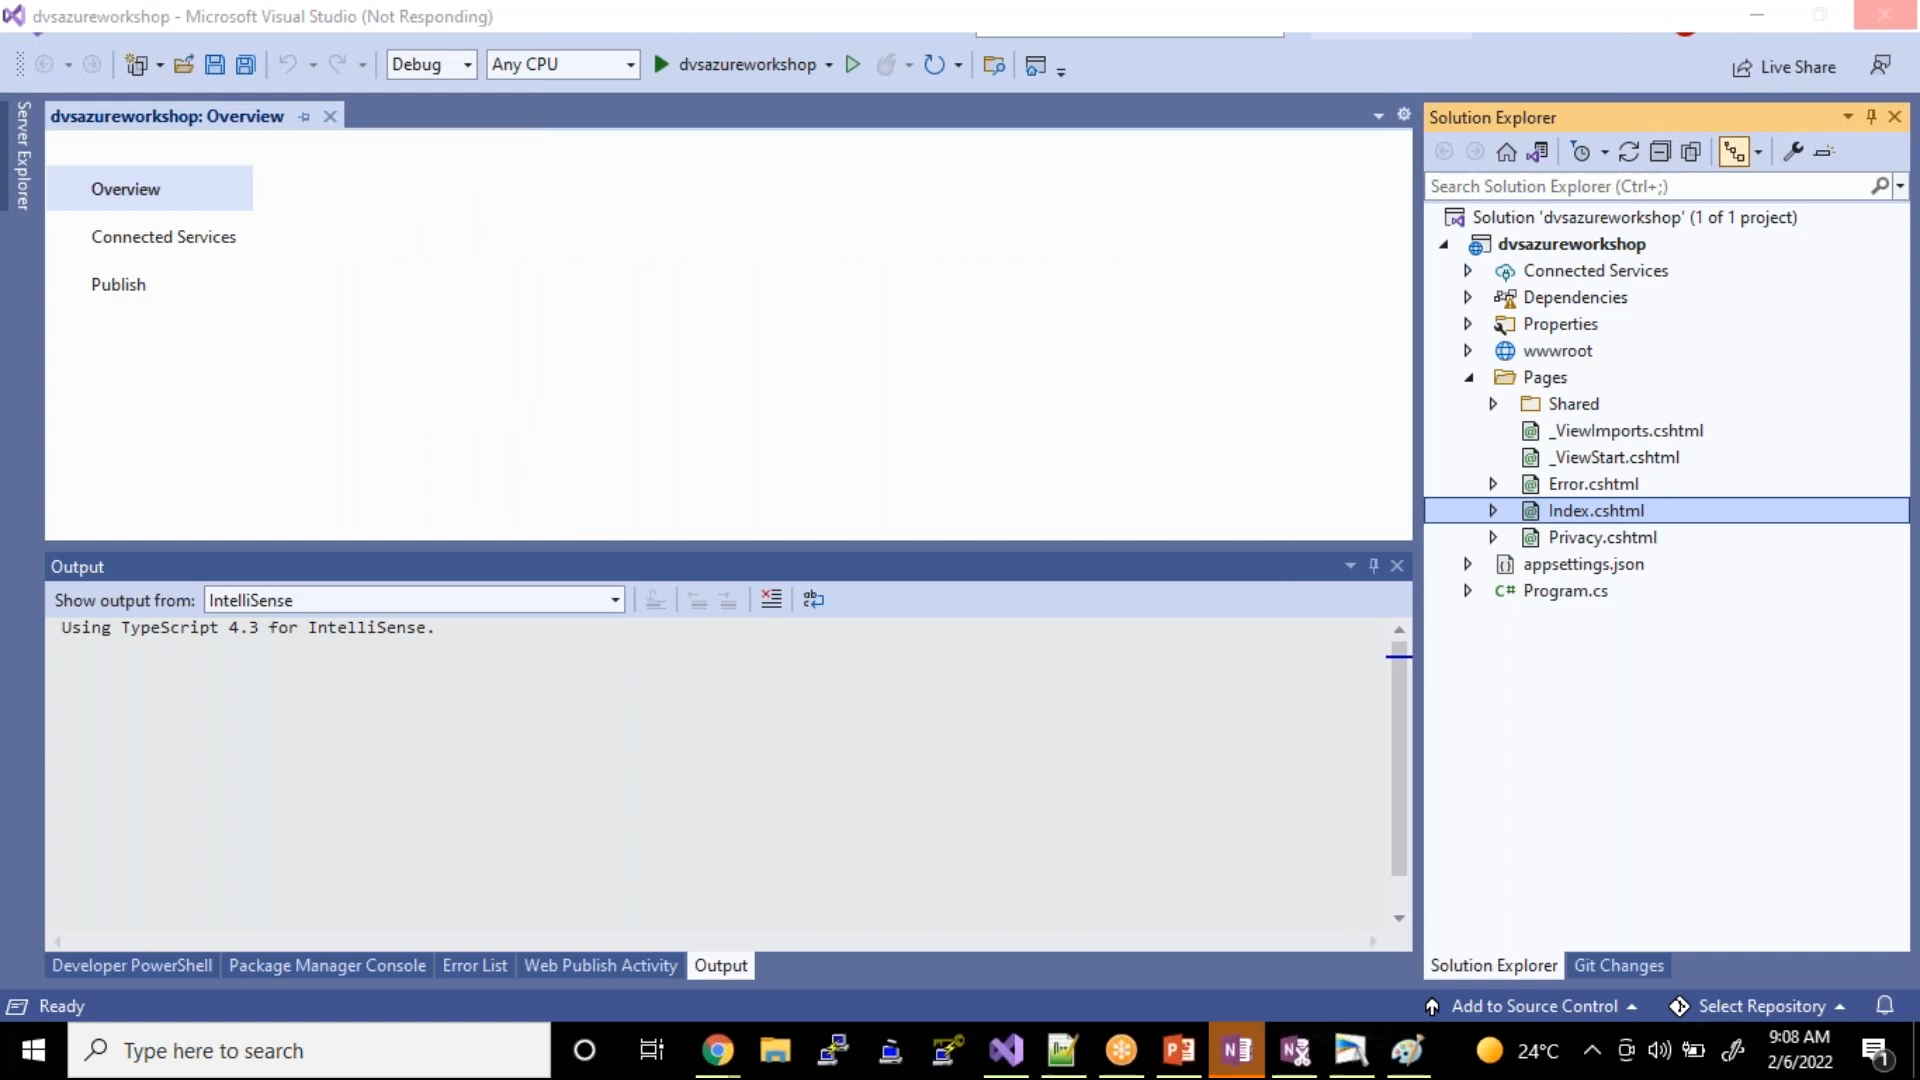 dvsazureworkshop - Microsoft Visual Studio (Not Responding)
Debug
Any CPU
dvsazureworkshop
Live Share
Server Explorer
dvsazureworkshop: Overview
Overview
Connected Services
Publish
Output
Show output from:
IntelliSense
Using TypeScript 4.3 for IntelliSense.
Developer PowerShell
Package Manager Console
Error List
Web Publish Activity
Output
Solution Explorer
Search Solution Explorer (Ctrl+;)
Solution 'dvsazureworkshop' (1 of 1 project)
dvsazureworkshop
Connected Services
Dependencies
Properties
wwwroot
Pages
Shared
_ViewImports.cshtml
_ViewStart.cshtml
Error.cshtml
Index.cshtml
Privacy.cshtml
appsettings.json
C# Program.cs
Solution Explorer
Git Changes
Ready
Add to Source Control
Select Repository
Type here to search
24°C
9:08 AM
2/6/2022
1